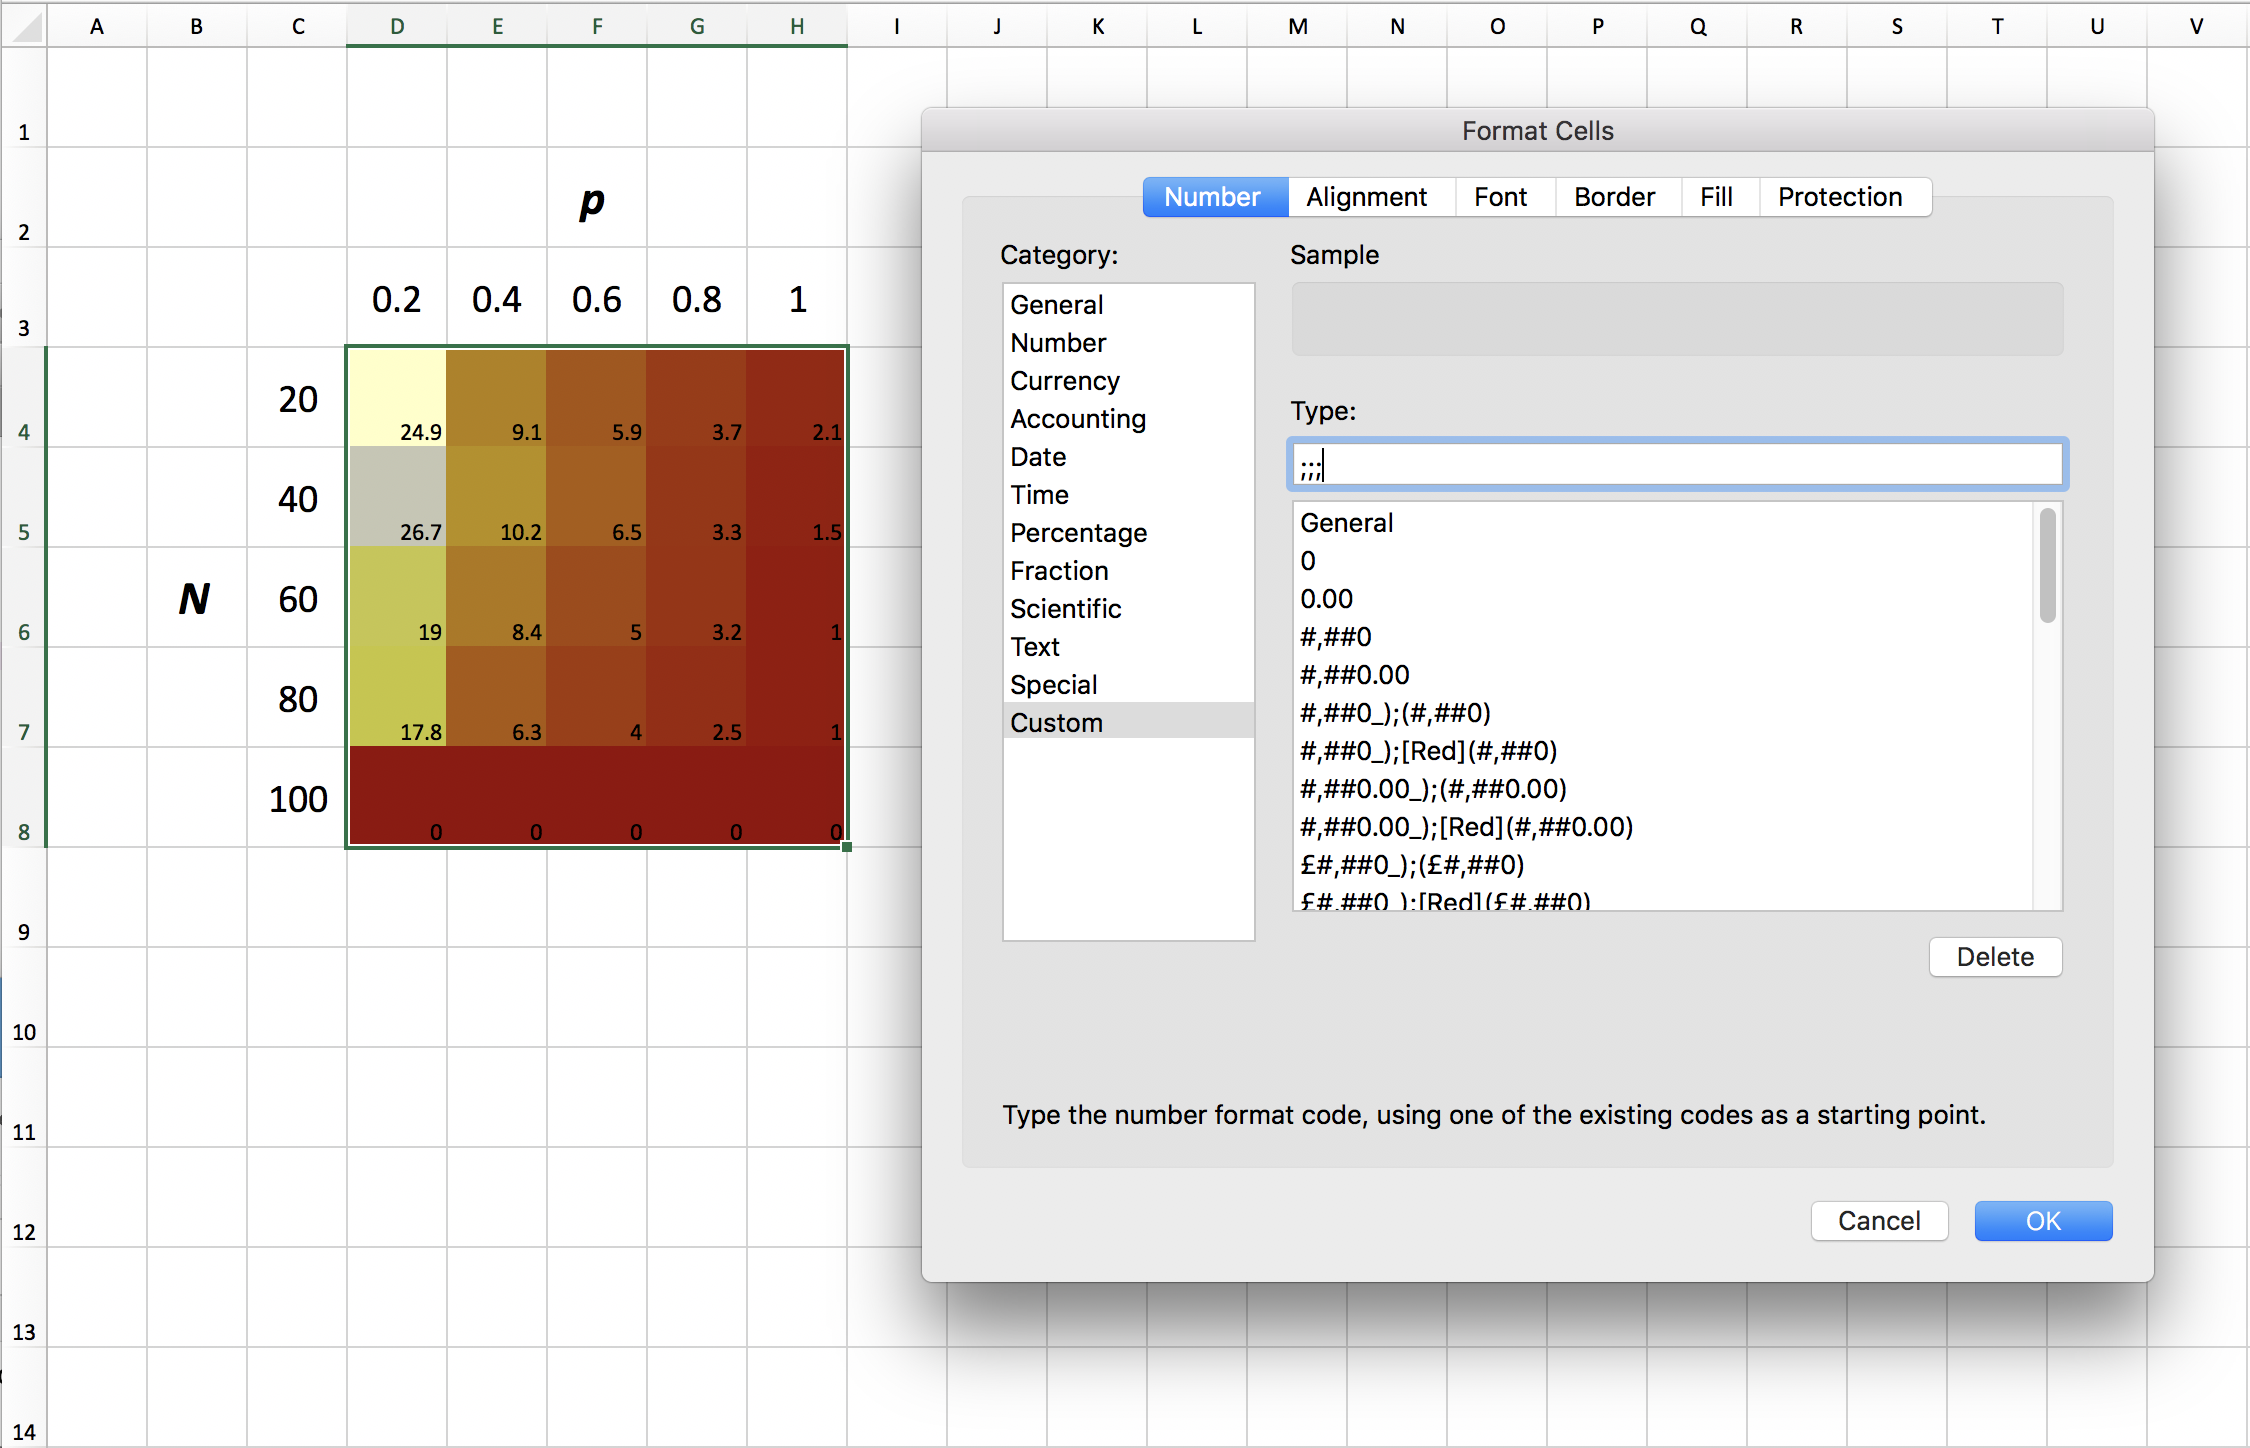 A B C D E F G H I J K L M N O P Q R S T U V
1
2 p
3 0.2 0.4 0.6 0.8 1
4 20 24.9 9.1 5.9 3.7 2.1
5 40 26.7 10.2 6.5 3.3 1.5
6 N 60 19 8.4 5 3.2 1
7 80 17.8 6.3 4 2.5 1
8 100 0 0 0 0 0
9
10
11
12
13
14
Format Cells
Number Alignment Font Border Fill Protection
Category:
General
Number
Currency
Accounting
Date
Time
Percentage
Fraction
Scientific
Text
Special
Custom
Sample
Type:
;;;
General
0
0.00
#,##0
#,##0.00
#,##0_);(#,##0)
#,##0_);[Red](#,##0)
#,##0.00_);(#,##0.00)
#,##0.00_);[Red](#,##0.00)
£#,##0_);(£#,##0)
£#,##0_);[Red](£#,##0)
Delete
Type the number format code, using one of the existing codes as a starting point.
Cancel OK